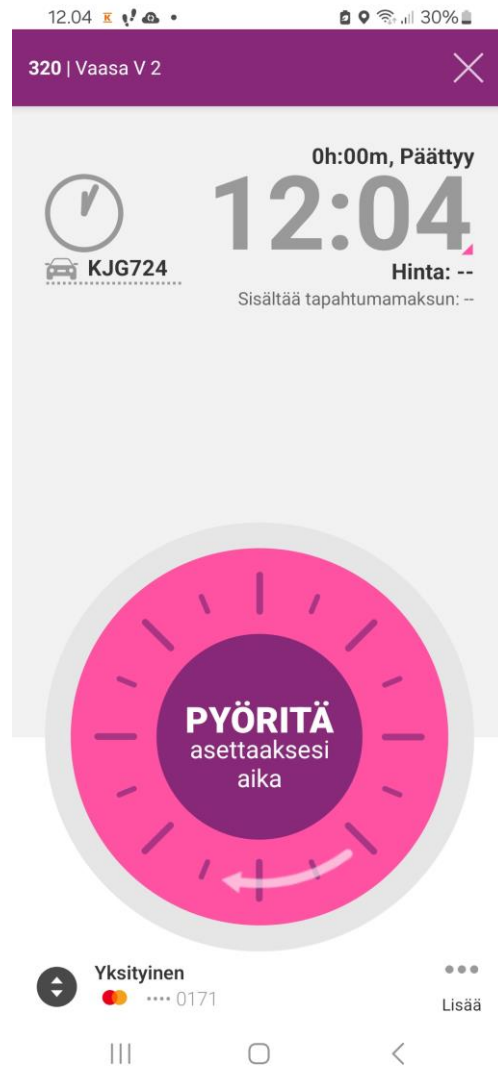 12.04 K 30%
320 | Vaasa V 2
0h:00m, Päättyy
12:04
KJG724
Hinta: --
Sisältää tapahtumamaksun: --
PYÖRITÄ
asettaaksesi
aika
Yksityinen
•••• 0171
Lisää